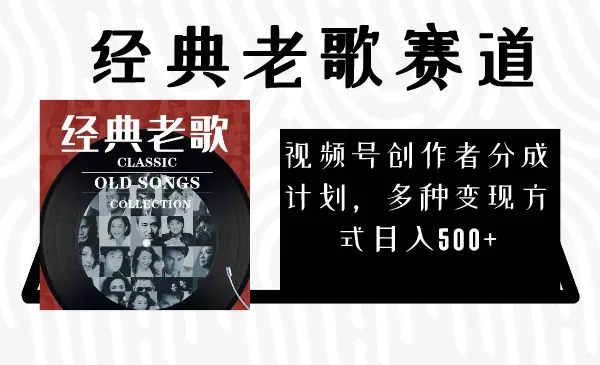 经典老歌赛道
经典老歌
CLASSIC
OLD SONGS
COLLECTION
视频号创作者分成
计划，多种变现方
式日入500+